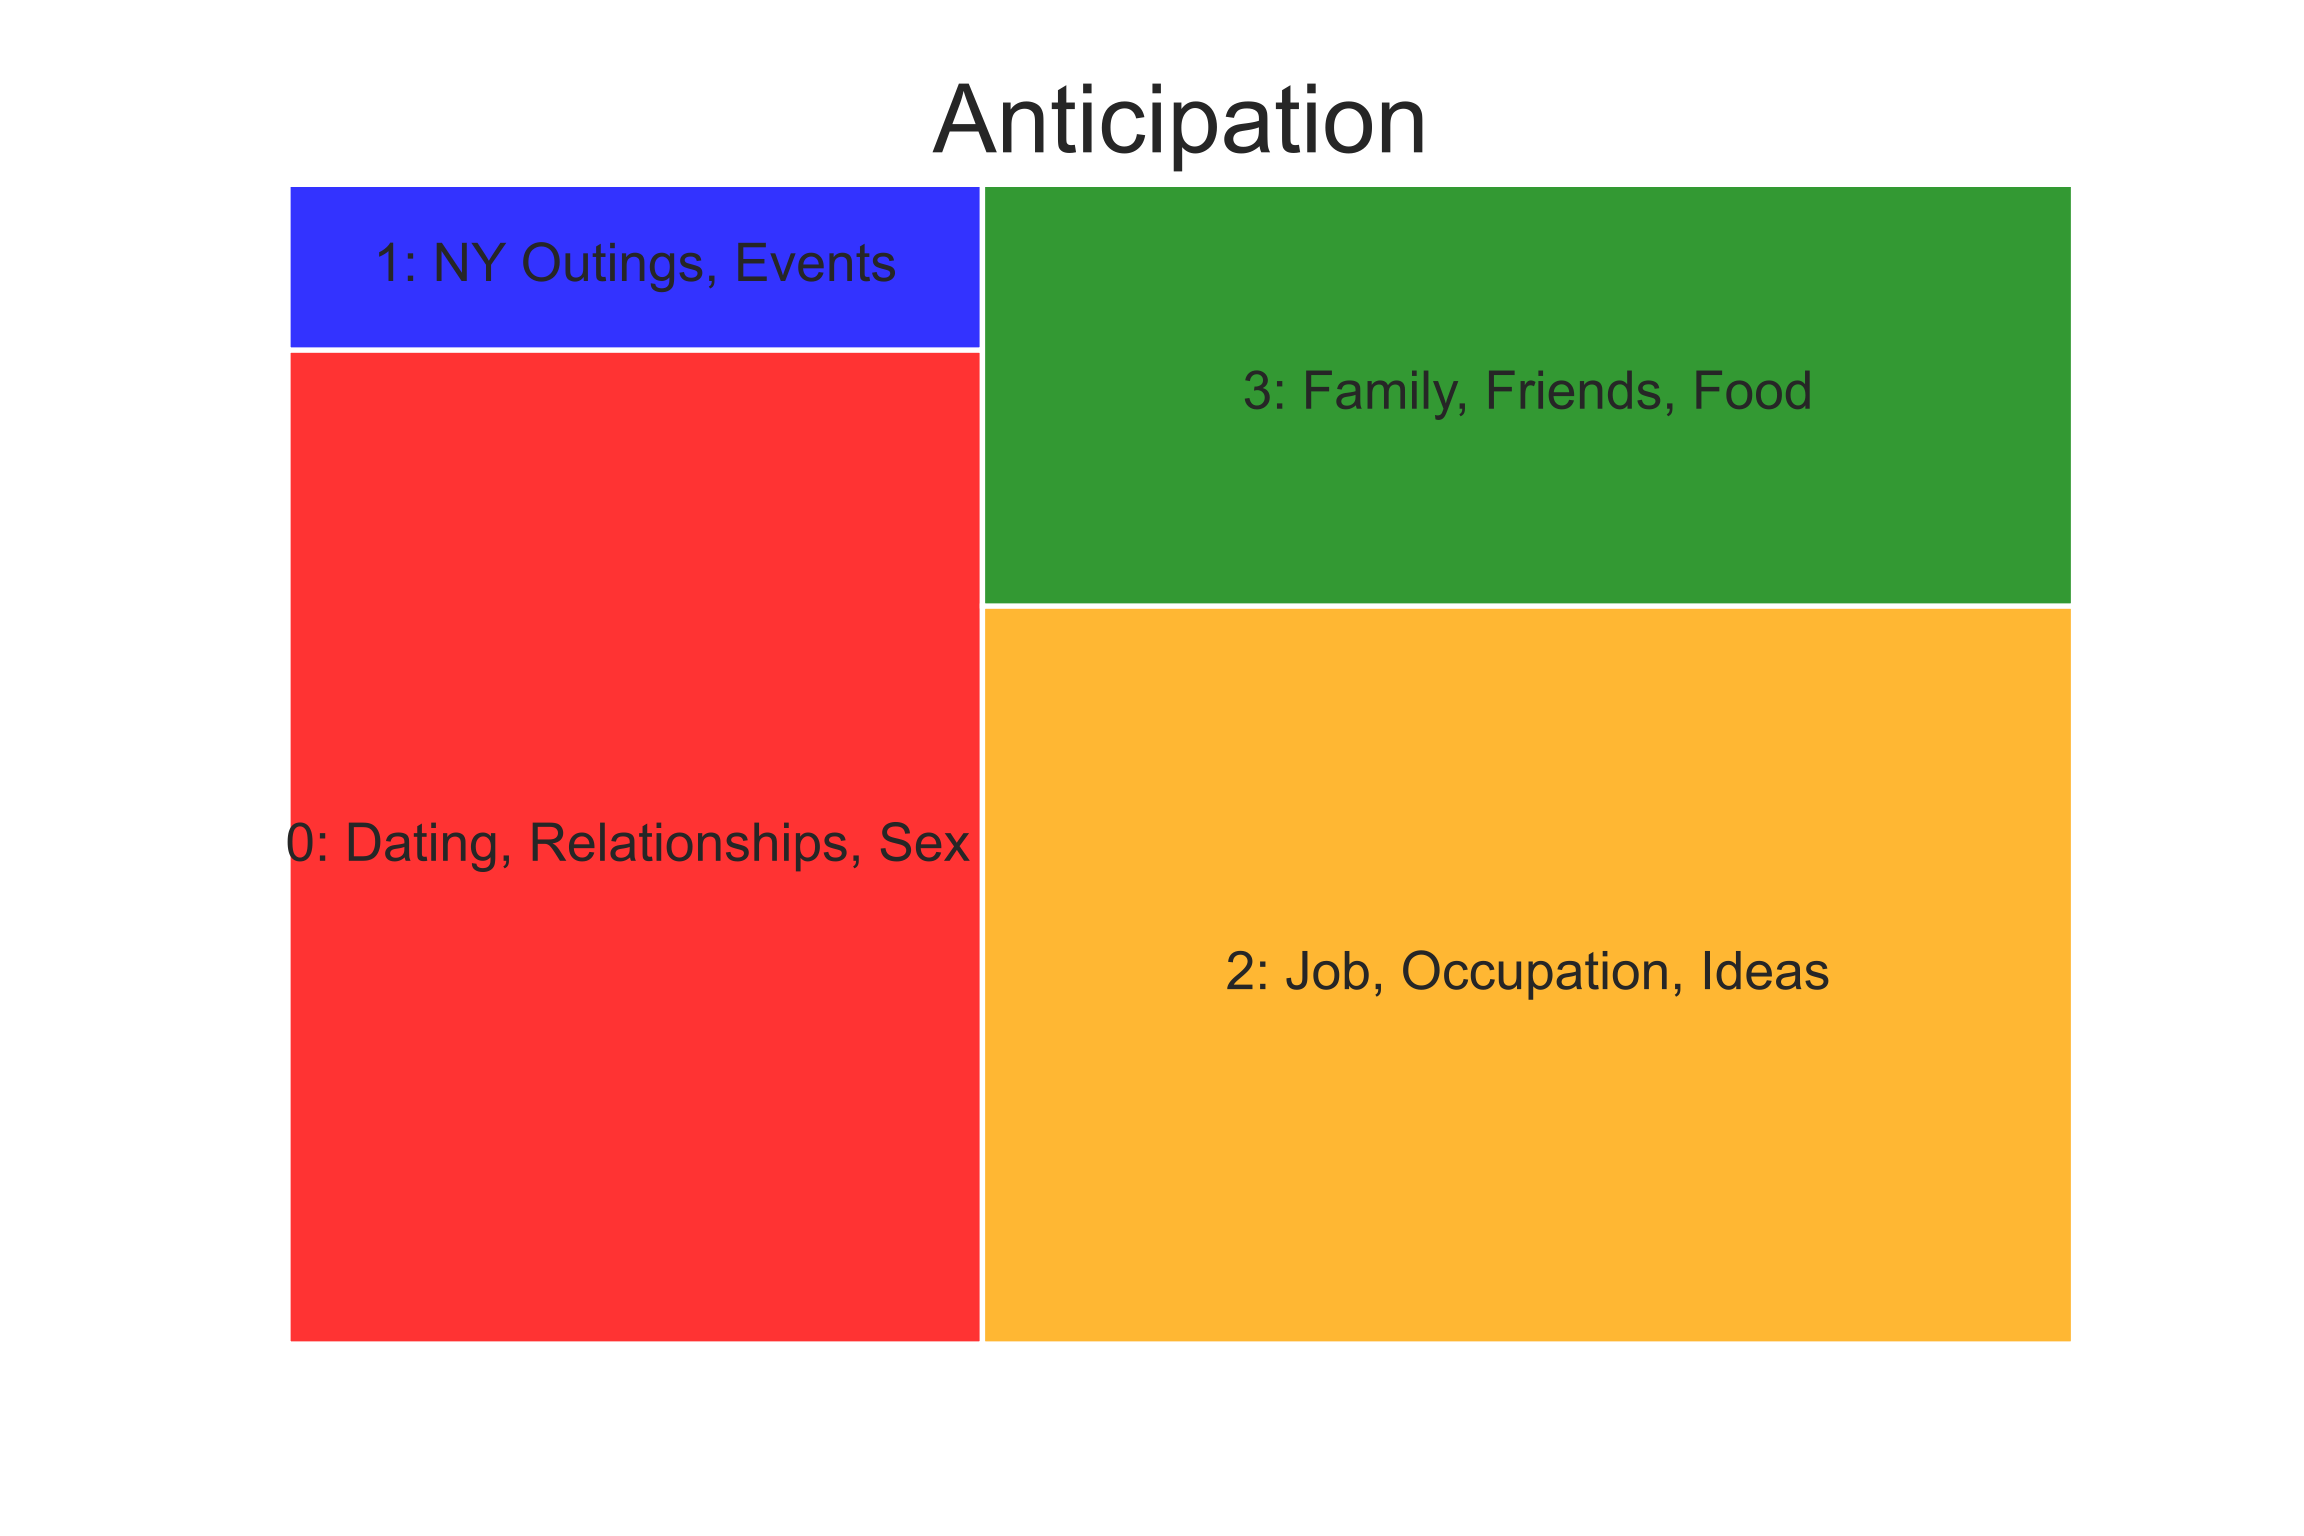 Anticipation
1: NY Outings, Events
3: Family, Friends, Food
0: Dating, Relationships, Sex
2: Job, Occupation, Ideas